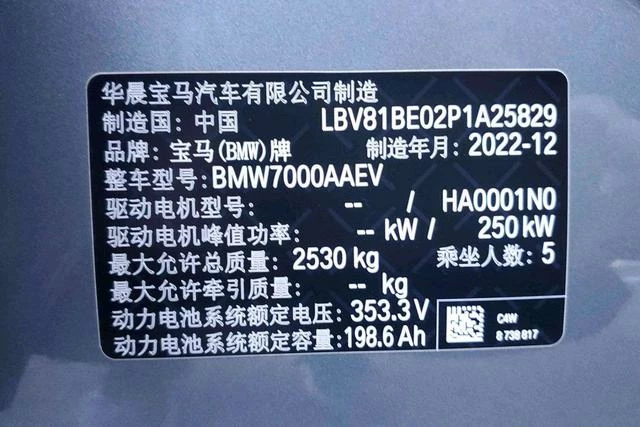 华晨宝马汽车有限公司制造
制造国: 中国 LBV81BE02P1A25829
品牌: 宝马(BMW)牌 制造年月: 2022-12
整车型号: BMW7000AAEV
驱动电机型号: -- / HA0001N0
驱动电机峰值功率: -- kW / 250 kW
最大允许总质量: 2530 kg 乘坐人数: 5
最大允许牵引质量: -- kg
动力电池系统额定电压: 353.3 V C4W
动力电池系统额定容量: 198.6 Ah 8 738 817